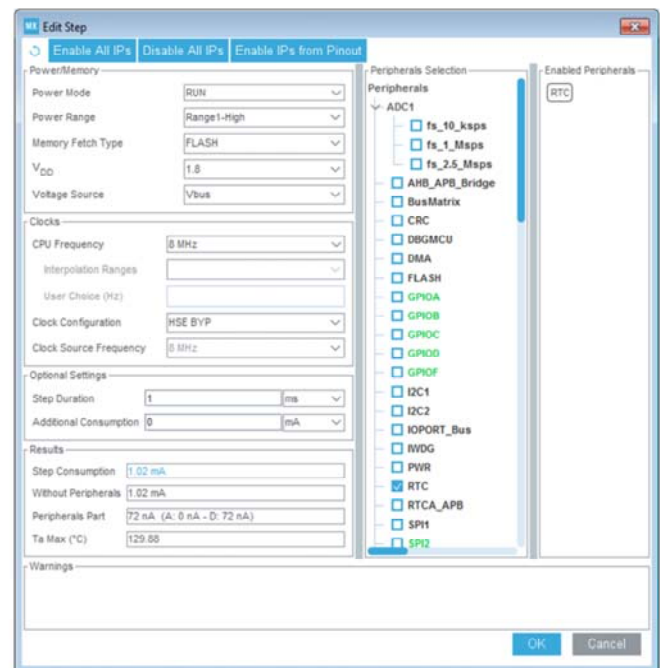 MX Edit Step
Enable All IPs Disable All IPs Enable IPs from Pinout
Power/Memory
Power Mode RUN
Power Range Range1-High
Memory Fetch Type FLASH
VDD 1.8
Voltage Source Vbus
Clocks
CPU Frequency 8 MHz
Interpolation Ranges
User Choice (Hz)
Clock Configuration HSE BYP
Clock Source Frequency 8 MHz
Optional Settings
Step Duration 1 ms
Additional Consumption 0 mA
Results
Step Consumption 1.02 mA
Without Peripherals 1.02 mA
Peripherals Part 72 nA (A: 0 nA - D: 72 nA)
Ta Max (°C) 129.88
Warnings
Peripherals Selection
Peripherals
ADC1
fs_10_ksps
fs_1_Msps
fs_2.5_Msps
AHB_APB_Bridge
BusMatrix
CRC
DBGMCU
DMA
FLASH
GPIOA
GPIOB
GPIOC
GPIOD
GPIOF
I2C1
I2C2
IOPORT_Bus
IWDG
PWR
RTC
RTCA_APB
SPI1
SPI2
Enabled Peripherals
RTC
OK Cancel